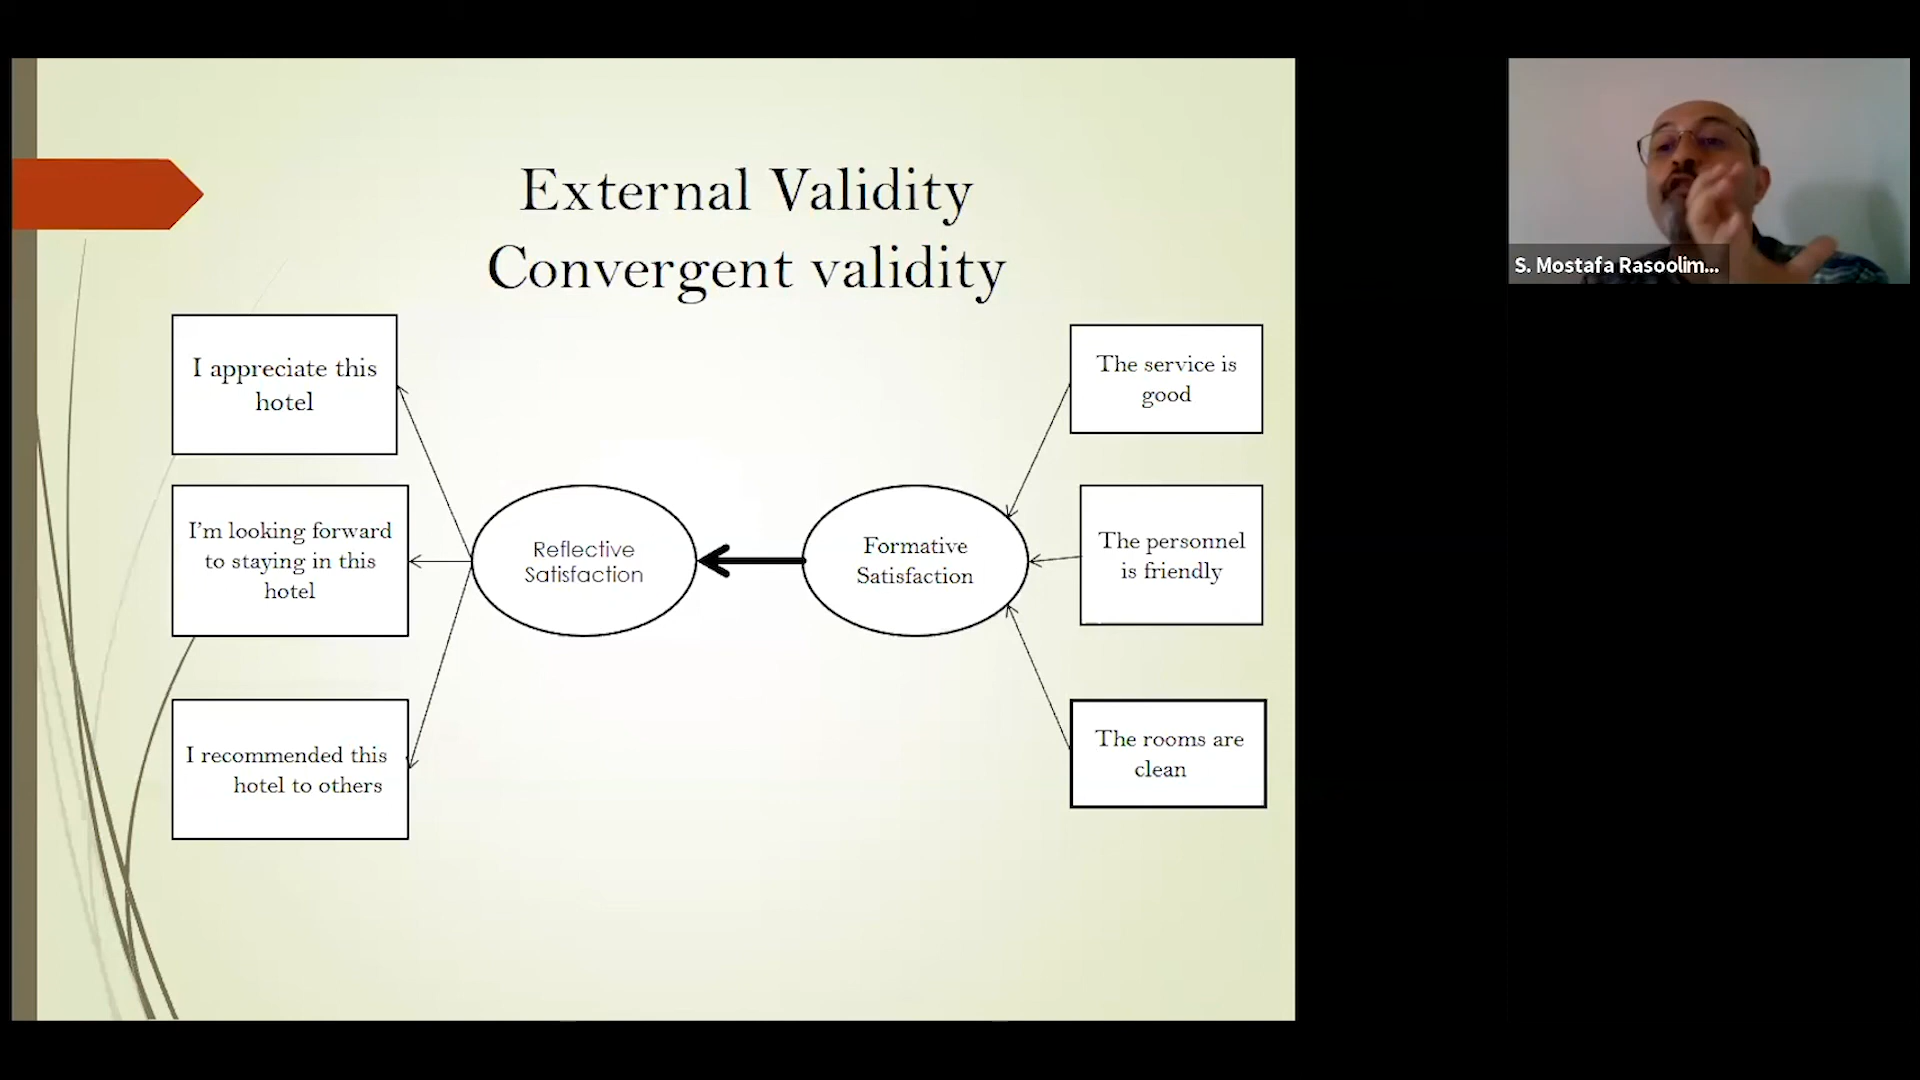 External Validity
Convergent validity
I appreciate this
hotel
I'm looking forward
to staying in this
hotel
I recommended this
hotel to others
Reflective
Satisfaction
Formative
Satisfaction
The service is
good
The personnel
is friendly
The rooms are
clean
S. Mostafa Rasoolim...